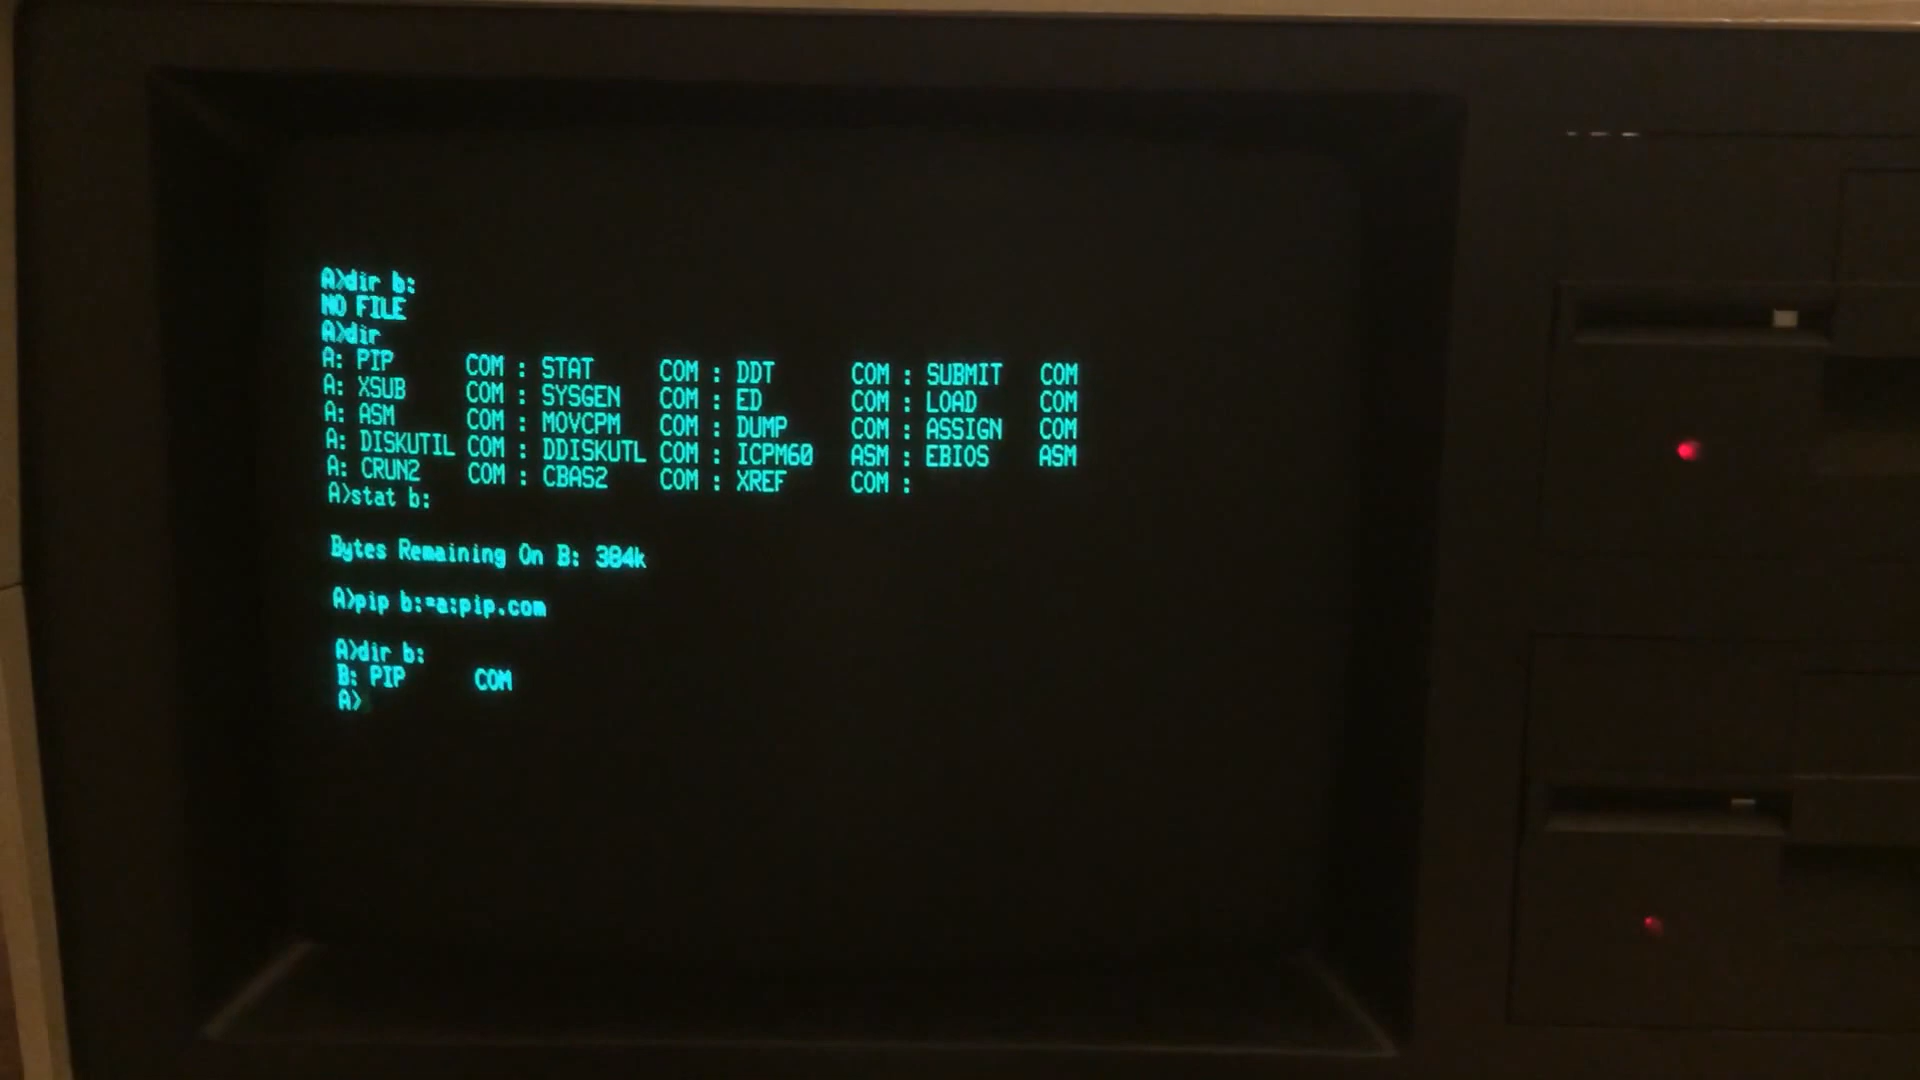 A>dir b:
NO FILE
A>dir
A: PIP COM : STAT COM : DDT COM : SUBMIT COM
A: XSUB COM : SYSGEN COM : ED COM : LOAD COM
A: ASM COM : MOVCPM COM : DUMP COM : ASSIGN COM
A: DISKUTIL COM : DDISKUTL COM : ICPM60 ASM : EBIOS ASM
A: CRUN2 COM : CBAS2 COM : XREF COM :
A>stat b:
Bytes Remaining On B: 384k
A>pip b:=a:pip.com
A>dir b:
B: PIP COM
A>